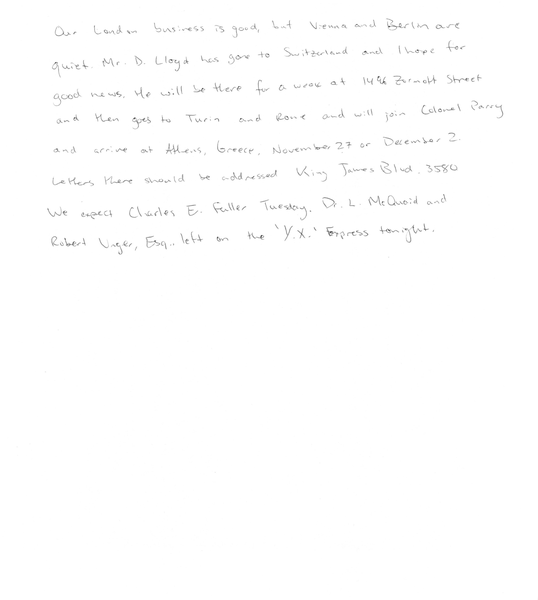 Our London business is good, but Vienna and Berlin are
quiet. Mr. D. Lloyd has gone to Switzerland and I hope for
good news. He will be there for a week at 1496 Zermott Street
and then goes to Turin and Rome and will join Colonel Parry
and arrive at Athens, Greece, November 27 or December 2.
Letters there should be addressed King James Blvd. 3580
We expect Charles E. Fuller Tuesday. Dr. L. McQuoid and
Robert Unger, Esq., left on the 'Y.X.' Express tonight.